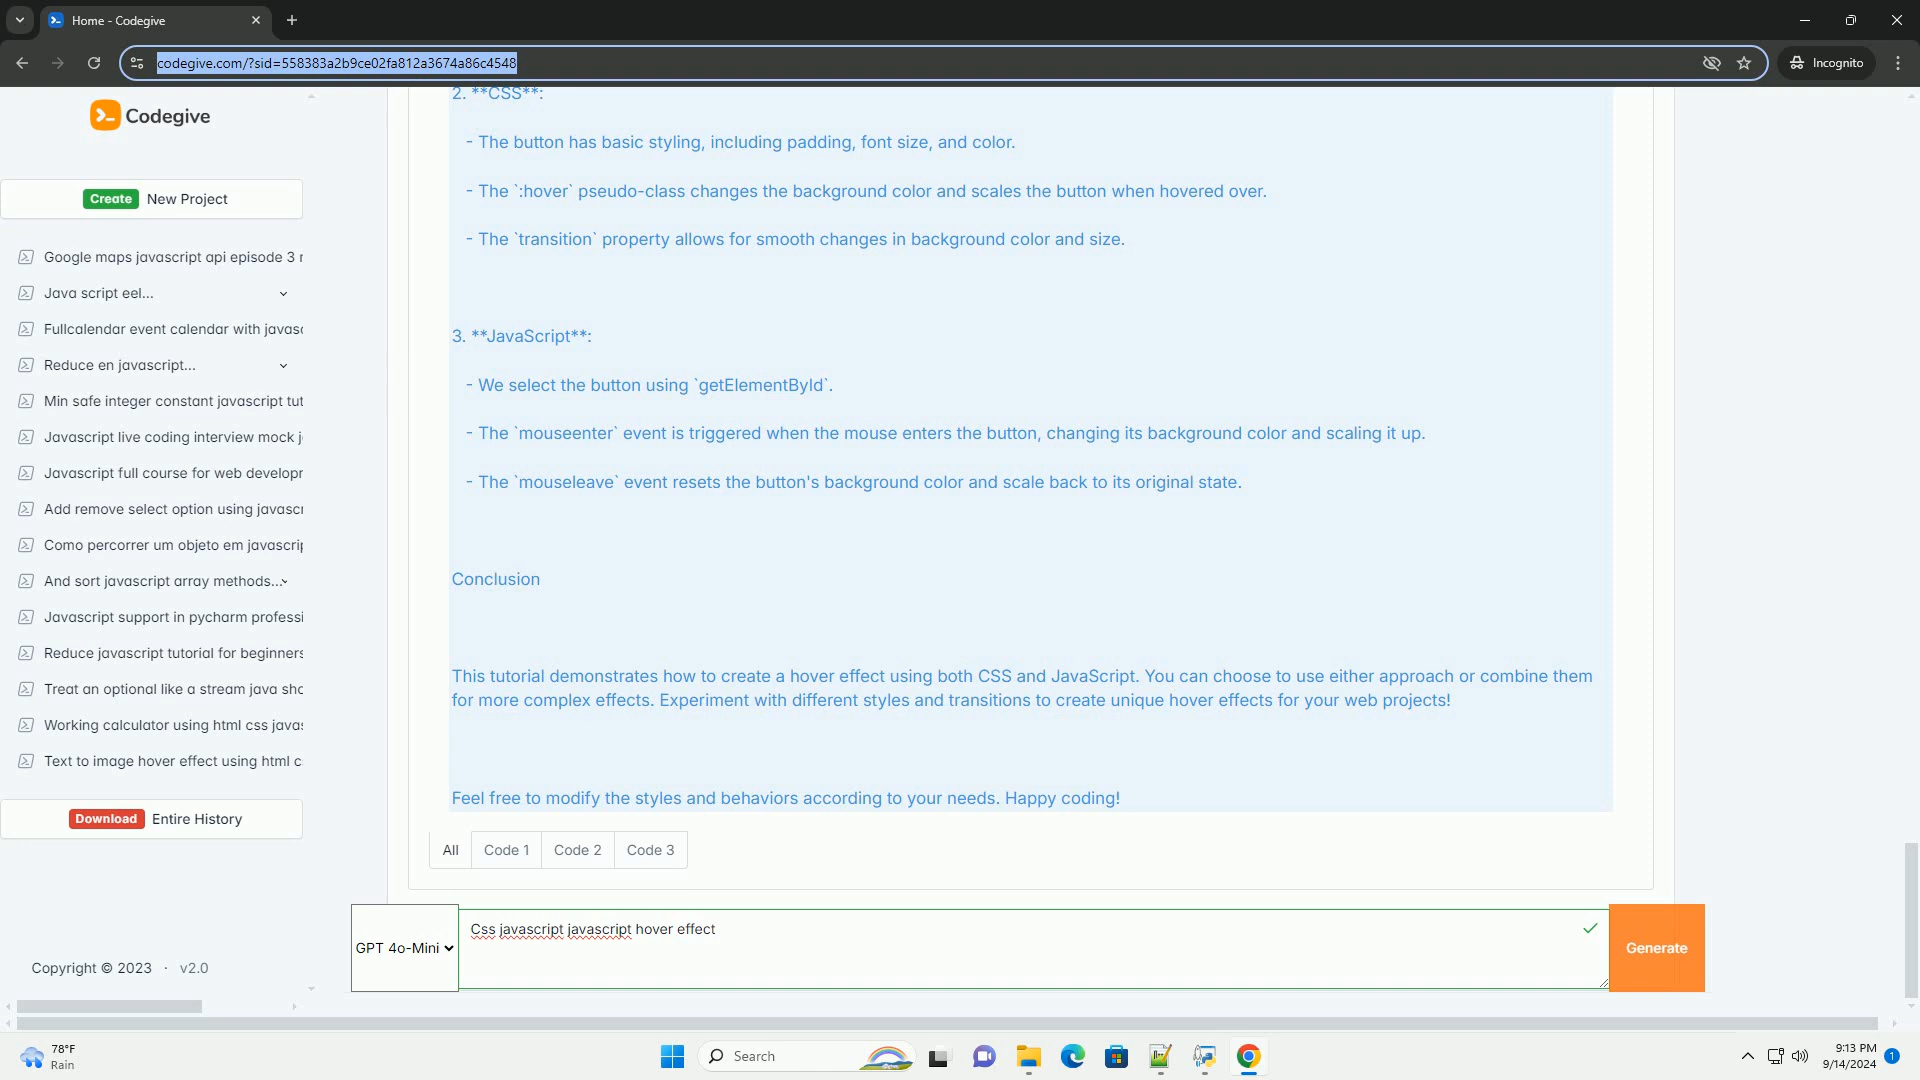 Home - Codegive
codegive.com/?sid=558383a2b9ce02fa812a3674a86c4548
Incognito
Codegive
Create New Project
Google maps javascript api episode 3
Java script eel...
Fullcalendar event calendar with javasc
Reduce en javascript...
Min safe integer constant javascript tut
Javascript live coding interview mock j
Javascript full course for web developr
Add remove select option using javascr
Como percorrer um objeto em javascrip
And sort javascript array methods...
Javascript support in pycharm professi
Reduce javascript tutorial for beginners
Treat an optional like a stream java sho
Working calculator using html css javas
Text to image hover effect using html c
Download Entire History
Copyright © 2023 · v2.0
2. **CSS**:
- The button has basic styling, including padding, font size, and color.
- The `:hover` pseudo-class changes the background color and scales the button when hovered over.
- The `transition` property allows for smooth changes in background color and size.
3. **JavaScript**:
- We select the button using `getElementById`.
- The `mouseenter` event is triggered when the mouse enters the button, changing its background color and scaling it up.
- The `mouseleave` event resets the button's background color and scale back to its original state.
Conclusion
This tutorial demonstrates how to create a hover effect using both CSS and JavaScript. You can choose to use either approach or combine them
for more complex effects. Experiment with different styles and transitions to create unique hover effects for your web projects!
Feel free to modify the styles and behaviors according to your needs. Happy coding!
All Code 1 Code 2 Code 3
GPT 4o-Mini
Css javascript javascript hover effect
Generate
78°F
Rain
Search
9:13 PM
9/14/2024
1